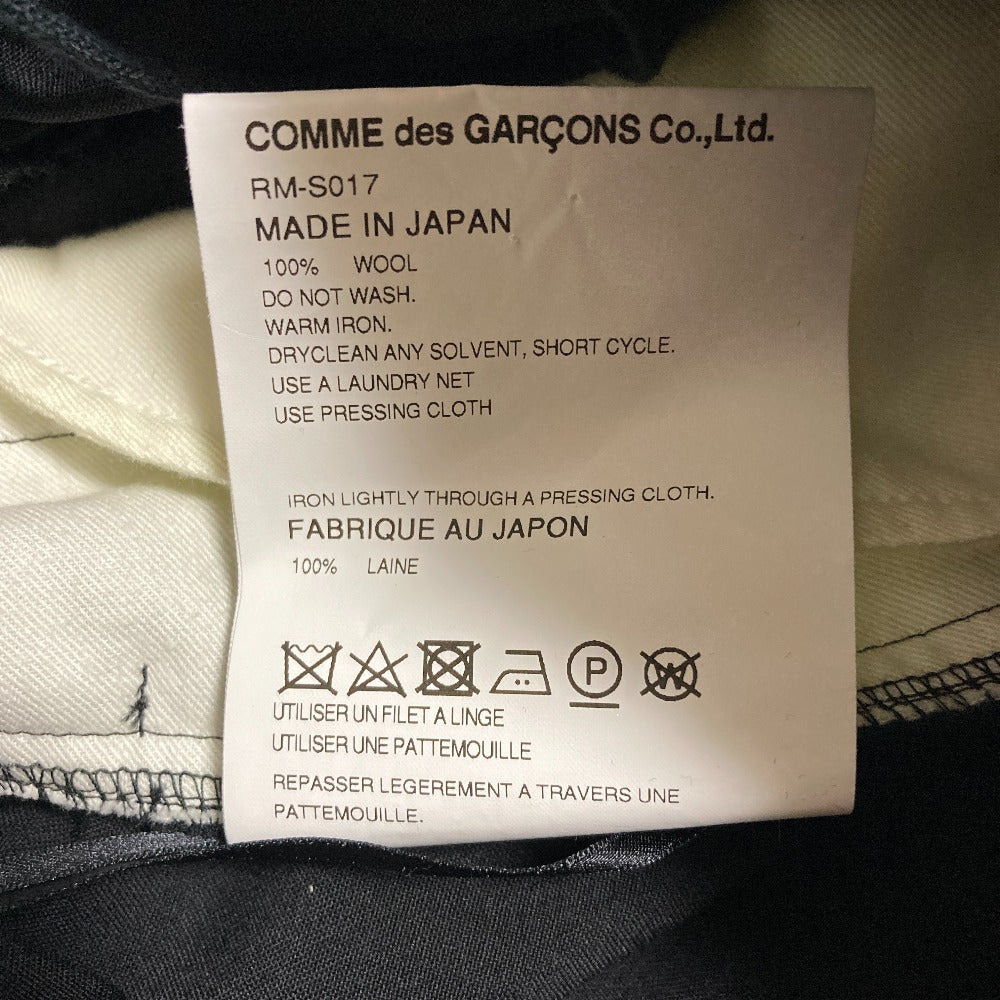 COMME des GARÇONS Co.,Ltd.
RM-S017
MADE IN JAPAN
100% WOOL
DO NOT WASH.
WARM IRON.
DRYCLEAN ANY SOLVENT, SHORT CYCLE.
USE A LAUNDRY NET
USE PRESSING CLOTH
IRON LIGHTLY THROUGH A PRESSING CLOTH.
FABRIQUE AU JAPON
100% LAINE
P W
UTILISER UN FILET A LINGE
UTILISER UNE PATTEMOUILLE
REPASSER LEGEREMENT A TRAVERS UNE
PATTEMOUILLE.